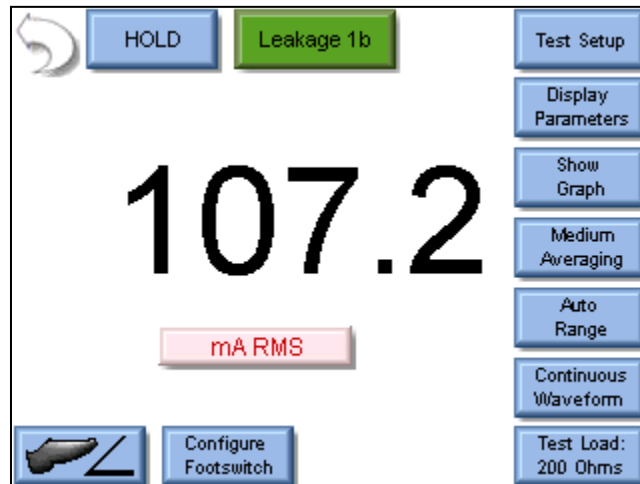 HOLD
Leakage 1b
Test Setup
Display
Parameters
Show
Graph
107.2
Medium
Averaging
Auto
Range
mA RMS
Continuous
Waveform
Configure
Footswitch
Test Load:
200 Ohms